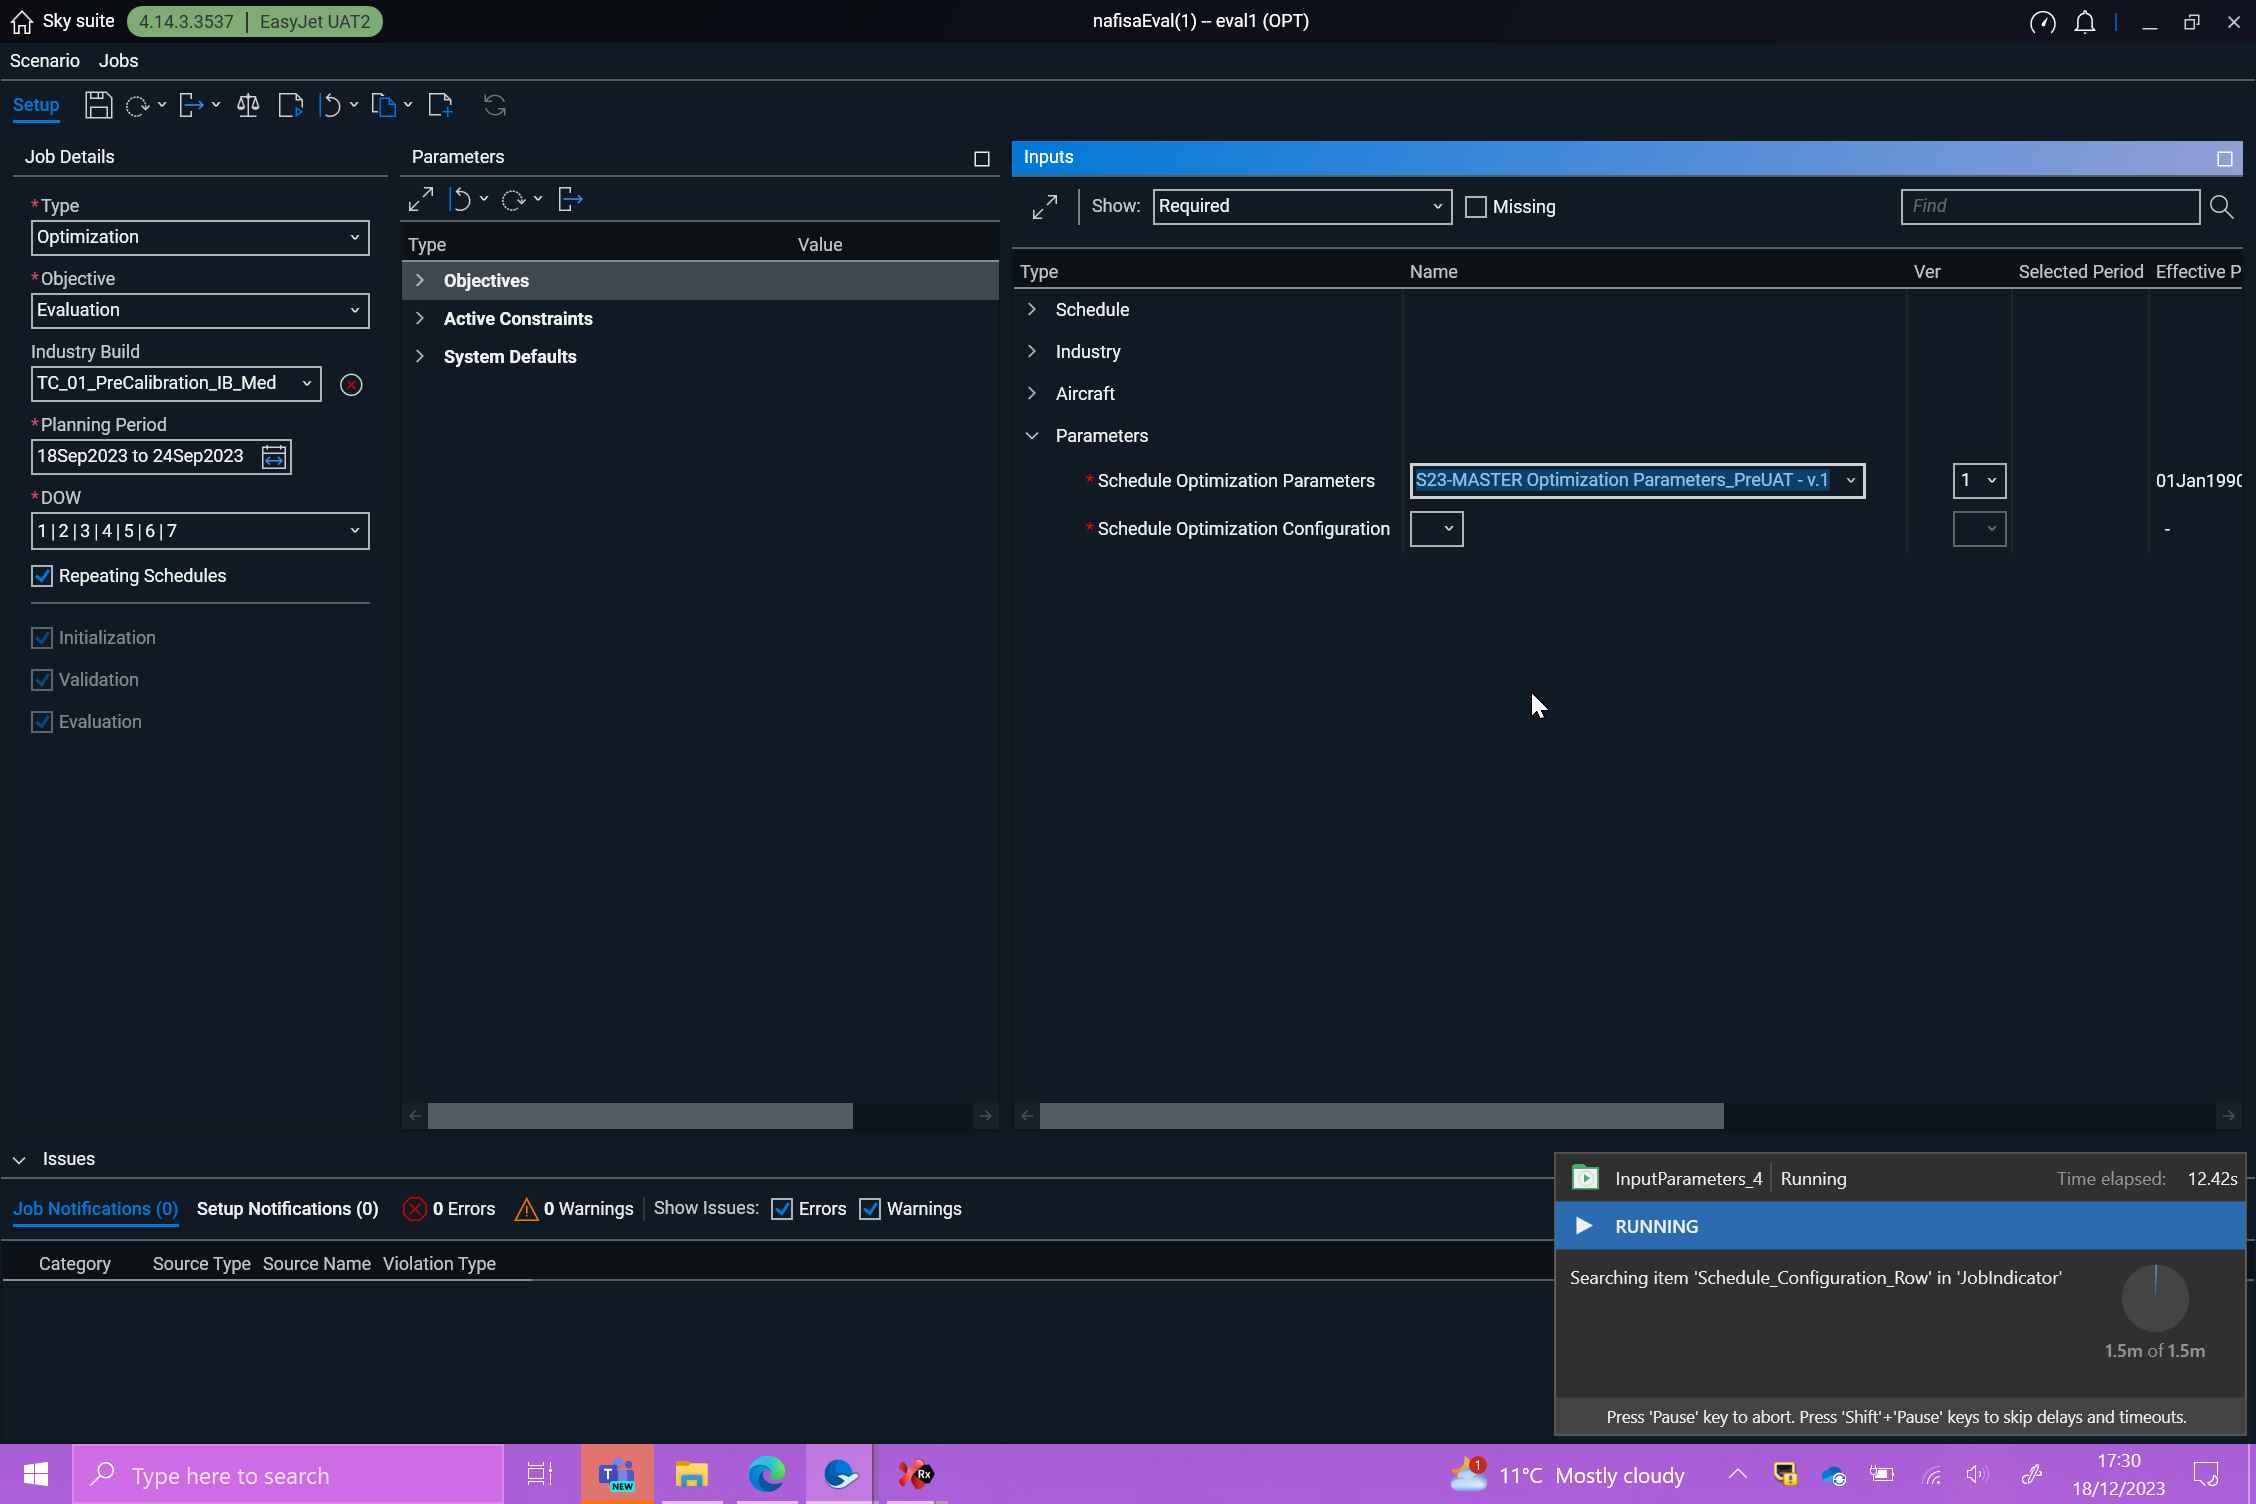 Sky suite 4.14.3.3537 | EasyJet UAT2 nafisaEval(1) -- eval1 (OPT)
Scenario Jobs
Setup
Job Details
*Type
Optimization
*Objective
Evaluation
Industry Build
TC_01_PreCalibration_IB_Med
*Planning Period
18Sep2023 to 24Sep2023
*DOW
1|2|3|4|5|6|7
Repeating Schedules
Initialization
Validation
Evaluation
Parameters
Type Value
Objectives
Active Constraints
System Defaults
Inputs
Show: Required Missing Find
Type Name Ver Selected Period Effective P
Schedule
Industry
Aircraft
Parameters
* Schedule Optimization Parameters S23-MASTER Optimization Parameters_PreUAT - v.1 1 01Jan1990
* Schedule Optimization Configuration -
Issues
Job Notifications (0) Setup Notifications (0) 0 Errors 0 Warnings Show Issues: Errors Warnings
Category Source Type Source Name Violation Type
InputParameters_4 Running Time elapsed: 12.42s
RUNNING
Searching item 'Schedule_Configuration_Row' in 'JobIndicator'
1.5m of 1.5m
Press 'Pause' key to abort. Press 'Shift'+'Pause' keys to skip delays and timeouts.
Type here to search
T
NEW
Rx
1
11°C Mostly cloudy
17:30
18/12/2023